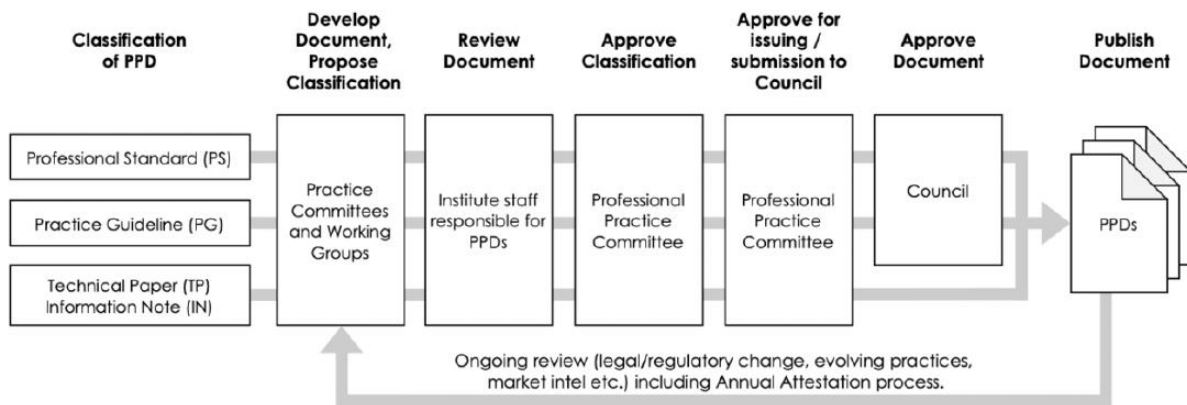 Classification
of PPD
Develop
Document,
Propose
Classification
Review
Document
Approve
Classification
Approve for
issuing /
submission to
Council
Approve
Document
Publish
Document
Professional Standard (PS)
Practice Guideline (PG)
Technical Paper (TP)
Information Note (IN)
Practice
Committees
and Working
Groups
Institute staff
responsible for
PPDs
Professional
Practice
Committee
Professional
Practice
Committee
Council
PPDs
Ongoing review (legal/regulatory change, evolving practices,
market intel etc.) including Annual Attestation process.